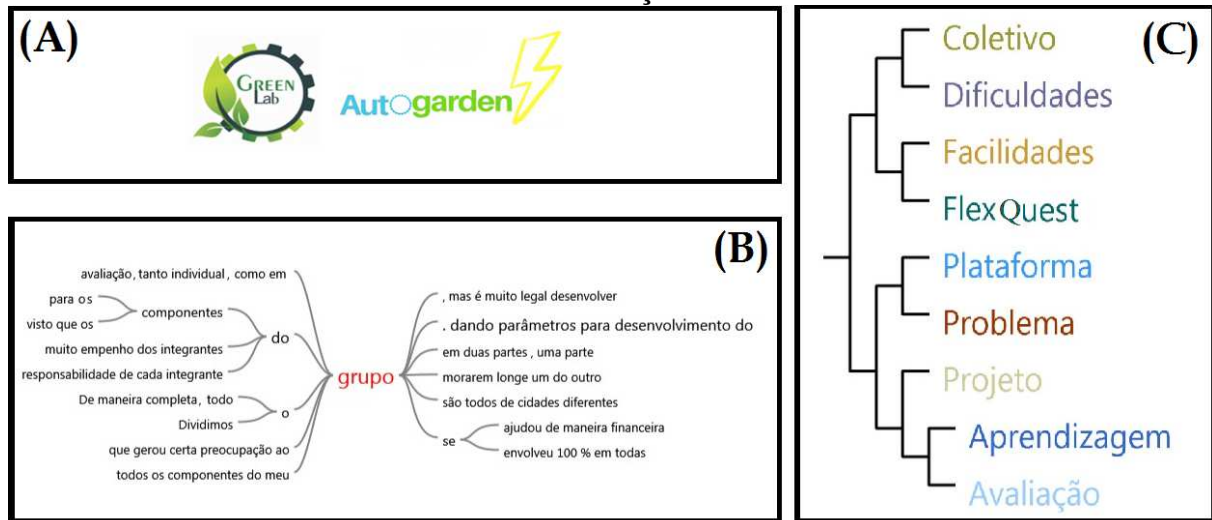 (A)
GREEN
Lab
Autogarden
(B)
avaliação, tanto individual, como em
para os
visto que os
componentes
muito empenho dos integrantes
responsabilidade de cada integrante
do
De maneira completa, todo
Dividimos
o
que gerou certa preocupação ao
todos os componentes do meu
grupo
, mas é muito legal desenvolver
. dando parâmetros para desenvolvimento do
em duas partes , uma parte
morarem longe um do outro
são todos de cidades diferentes
se
ajudou de maneira financeira
envolveu 100 % em todas
(C)
Coletivo
Dificuldades
Facilidades
FlexQuest
Plataforma
Problema
Projeto
Aprendizagem
Avaliação